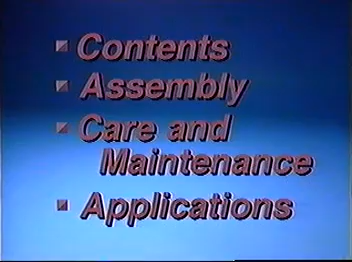 Contents
Assembly
Care and
Maintenance
Applications